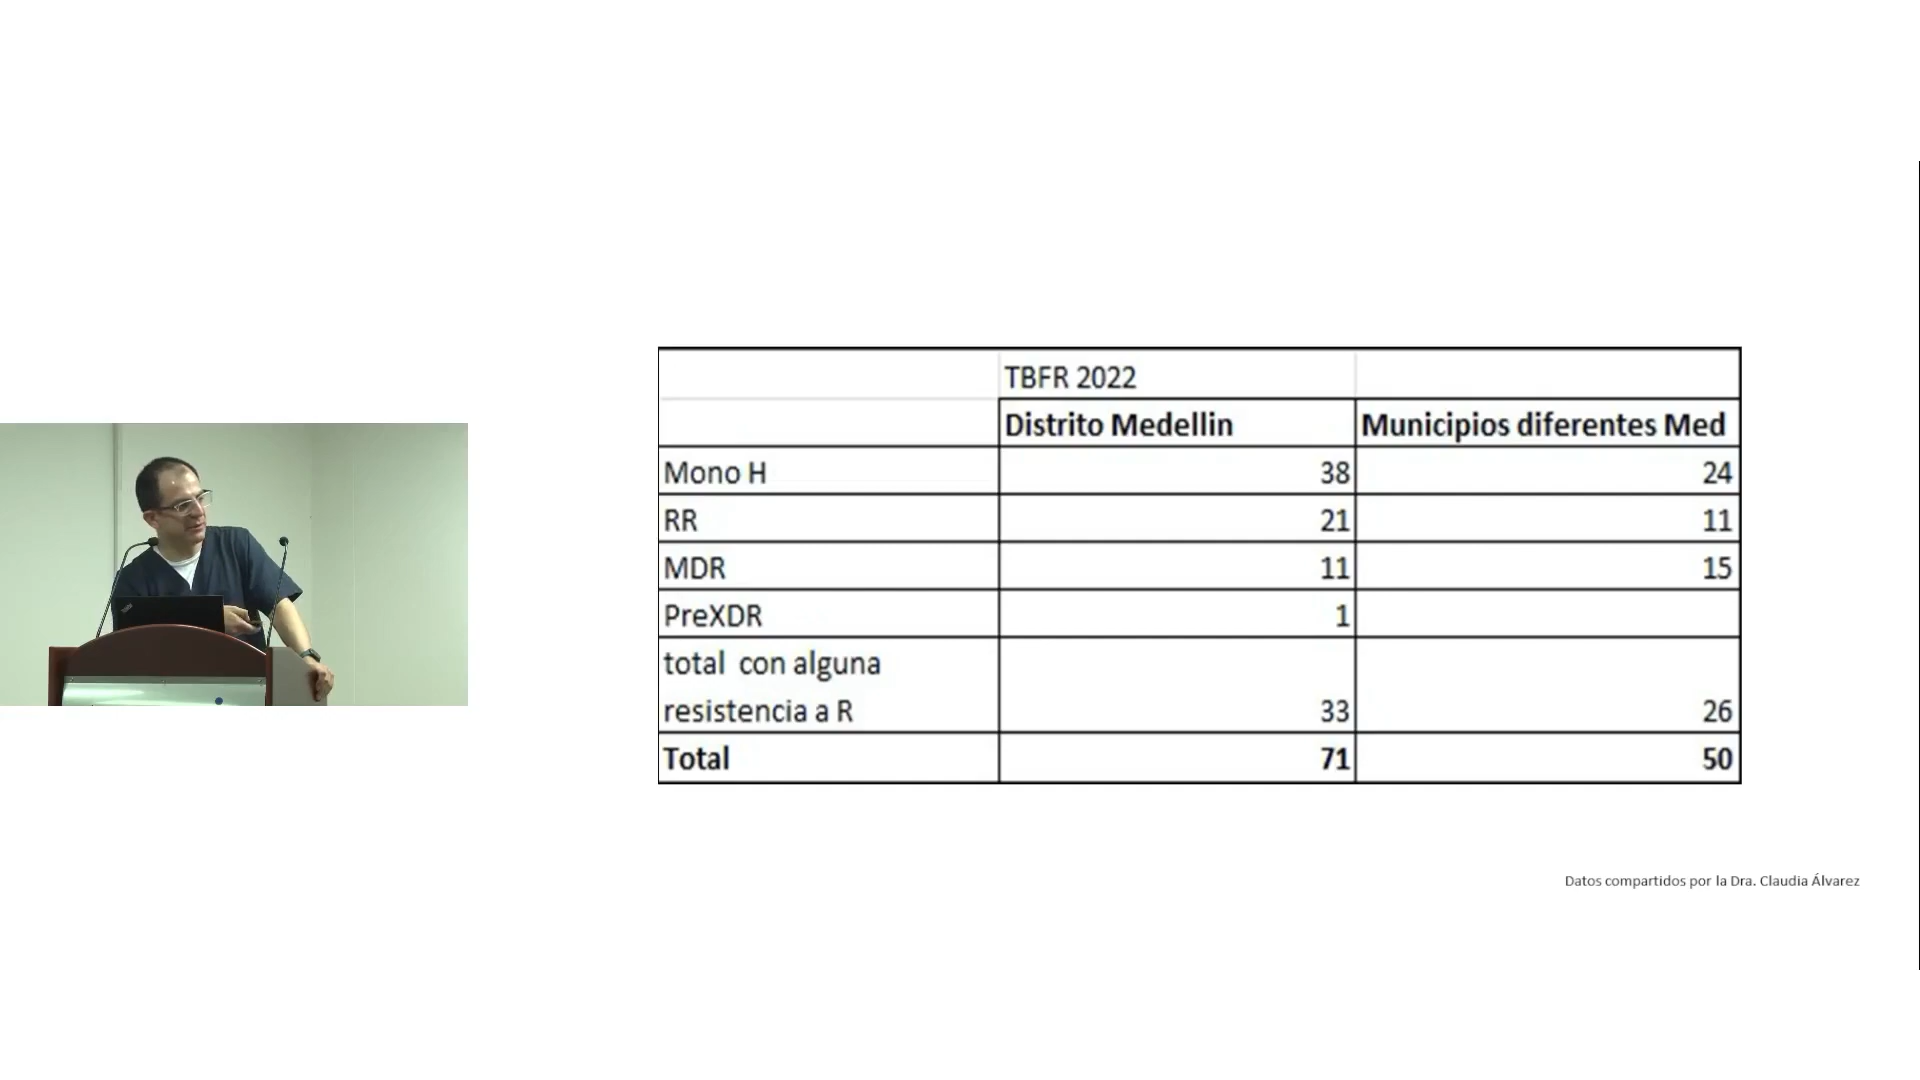 TBFR 2022
Distrito Medellin Municipios diferentes Med
Mono H 38 24
RR 21 11
MDR 11 15
PreXDR 1
total con alguna
resistencia a R 33 26
Total 71 50
Datos compartidos por la Dra. Claudia Álvarez